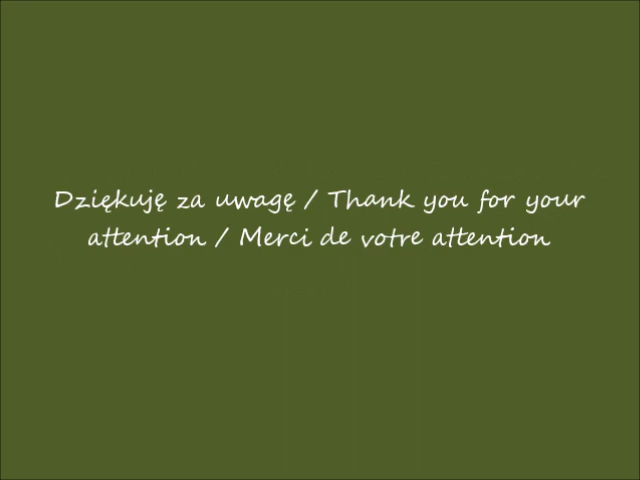 Dziękuję za uwagę / Thank you for your
attention / Merci de votre attention